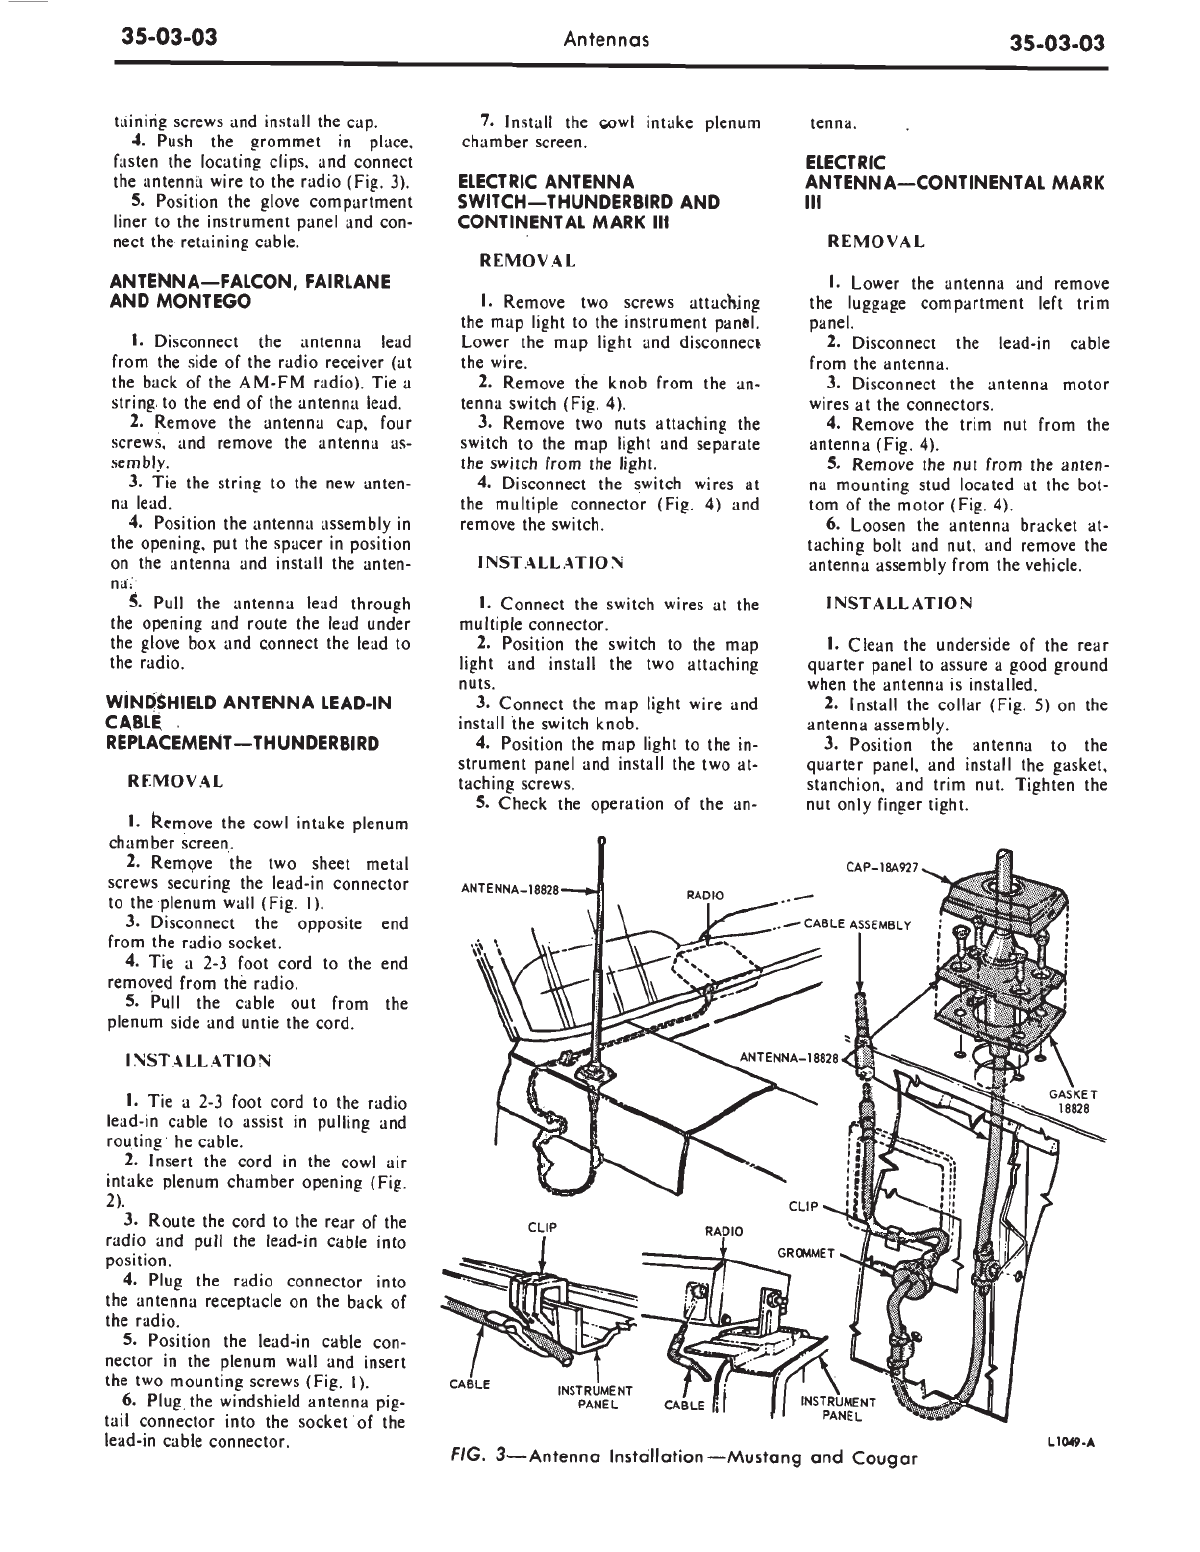 35-03-03
Antennas
35-03-03
taining screws and install the cap.
4. Push the grommet in place,
fasten the locating clips, and connect
the antenna wire to the radio (Fig. 3).
5. Position the glove compartment
liner to the instrument panel and con-
nect the retaining cable.
ANTENNA—FALCON, FAIRLANE
AND MONTEGO
1. Disconnect the antenna lead
from the side of the radio receiver (at
the back of the AM-FM radio). Tie a
string to the end of the antenna lead.
2. Remove the antenna cap, four
screws, and remove the antenna as-
sembly.
3. Tie the string to the new anten-
na lead.
4. Position the antenna assembly in
the opening, put the spacer in position
on the antenna and install the anten-
na.
5. Pull the antenna lead through
the opening and route the lead under
the glove box and connect the lead to
the radio.
WINDSHIELD ANTENNA LEAD-IN
CABLE
REPLACEMENT—THUNDERBIRD
REMOVAL
1. Remove the cowl intake plenum
chamber screen.
2. Remove the two sheet metal
screws securing the lead-in connector
to the plenum wall (Fig. 1).
3. Disconnect the opposite end
from the radio socket.
4. Tie a 2-3 foot cord to the end
removed from the radio.
5. Pull the cable out from the
plenum side and untie the cord.
INSTALLATION
1. Tie a 2-3 foot cord to the radio
lead-in cable to assist in pulling and
routing he cable.
2. Insert the cord in the cowl air
intake plenum chamber opening (Fig.
2).
3. Route the cord to the rear of the
radio and pull the lead-in cable into
position.
4. Plug the radio connector into
the antenna receptacle on the back of
the radio.
5. Position the lead-in cable con-
nector in the plenum wall and insert
the two mounting screws (Fig. 1).
6. Plug the windshield antenna pig-
tail connector into the socket of the
lead-in cable connector.
7. Install the cowl intake plenum
chamber screen.
ELECTRIC ANTENNA
SWITCH—THUNDERBIRD AND
CONTINENTAL MARK III
REMOVAL
1. Remove two screws attaching
the map light to the instrument panel.
Lower the map light and disconnect
the wire.
2. Remove the knob from the an-
tenna switch (Fig. 4).
3. Remove two nuts attaching the
switch to the map light and separate
the switch from the light.
4. Disconnect the switch wires at
the multiple connector (Fig. 4) and
remove the switch.
INSTALLATION
1. Connect the switch wires at the
multiple connector.
2. Position the switch to the map
light and install the two attaching
nuts.
3. Connect the map light wire and
install the switch knob.
4. Position the map light to the in-
strument panel and install the two at-
taching screws.
5. Check the operation of the an-
tenna.
ELECTRIC
ANTENNA—CONTINENTAL MARK
III
REMOVAL
1. Lower the antenna and remove
the luggage compartment left trim
panel.
2. Disconnect the lead-in cable
from the antenna.
3. Disconnect the antenna motor
wires at the connectors.
4. Remove the trim nut from the
antenna (Fig. 4).
5. Remove the nut from the anten-
na mounting stud located at the bot-
tom of the motor (Fig. 4).
6. Loosen the antenna bracket at-
taching bolt and nut, and remove the
antenna assembly from the vehicle.
INSTALLATION
1. Clean the underside of the rear
quarter panel to assure a good ground
when the antenna is installed.
2. Install the collar (Fig. 5) on the
antenna assembly.
3. Position the antenna to the
quarter panel, and install the gasket,
stanchion, and trim nut. Tighten the
nut only finger tight.
ANTENNA-18828
RADIO
CAP-18A927
CABLE ASSEMBLY
ANTENNA-18828
GASKET
18828
CLIP
GROMMET
CLIP
RADIO
CABLE
INSTRUMENT
PANEL
CABLE
INSTRUMENT
PANEL
L1049-A
FIG. 3—Antenna Installation—Mustang and Cougar